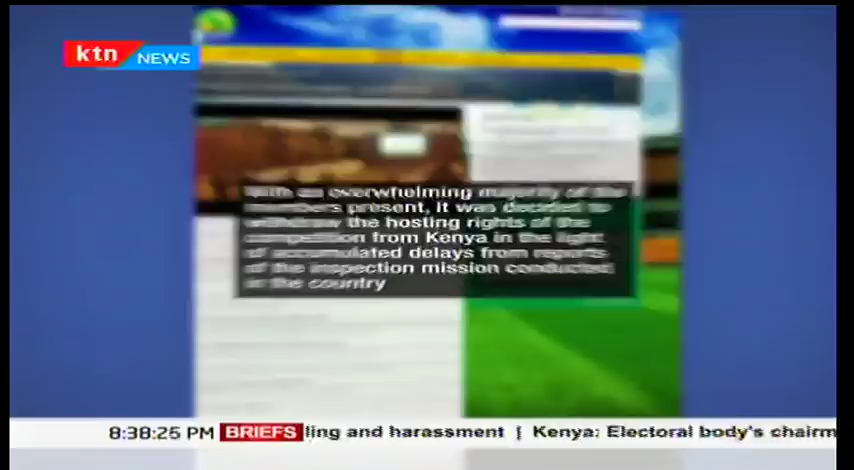 ktn NEWS
With an overwhelming majority of the
members present, it was decided to
withdraw the hosting rights of the
competition from Kenya in the light
of accumulated delays from reports
of the inspection mission conducted
in the country
8:38:25 PM BRIEFS ling and harassment | Kenya: Electoral body's chairm